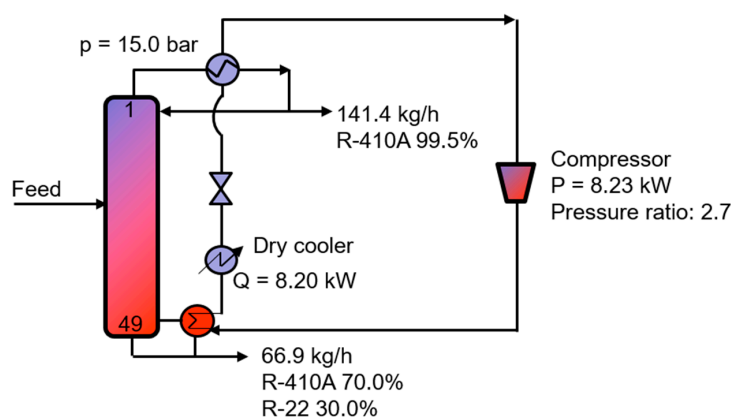 p = 15.0 bar
1
141.4 kg/h
R-410A 99.5%
Compressor
P = 8.23 kW
Pressure ratio: 2.7
Feed
Dry cooler
Q = 8.20 kW
49
66.9 kg/h
R-410A 70.0%
R-22 30.0%